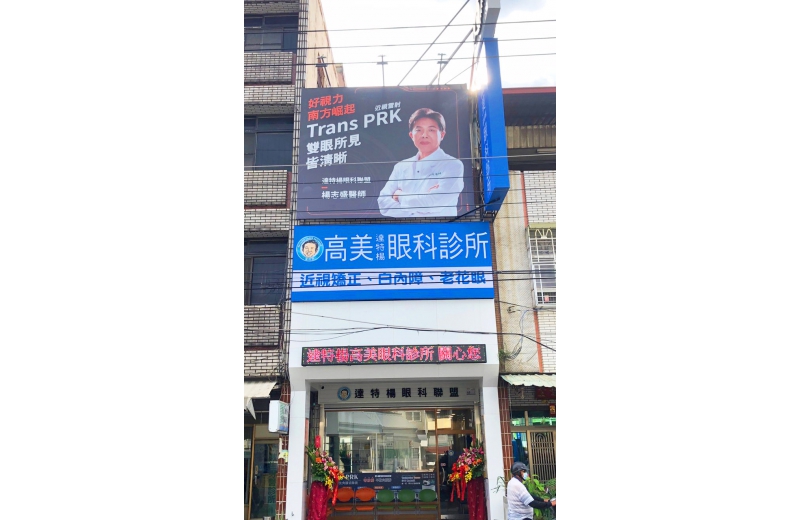 好視力
南方崛起
近視雷射
Trans PRK
雙眼所見
皆清晰
達特楊眼科聯盟
楊志盛醫師
高美
達特楊
眼科診所
近視矯正、白內障、老花眼
達特楊高美眼科診所 關心您
達特楊眼科聯盟
PRK